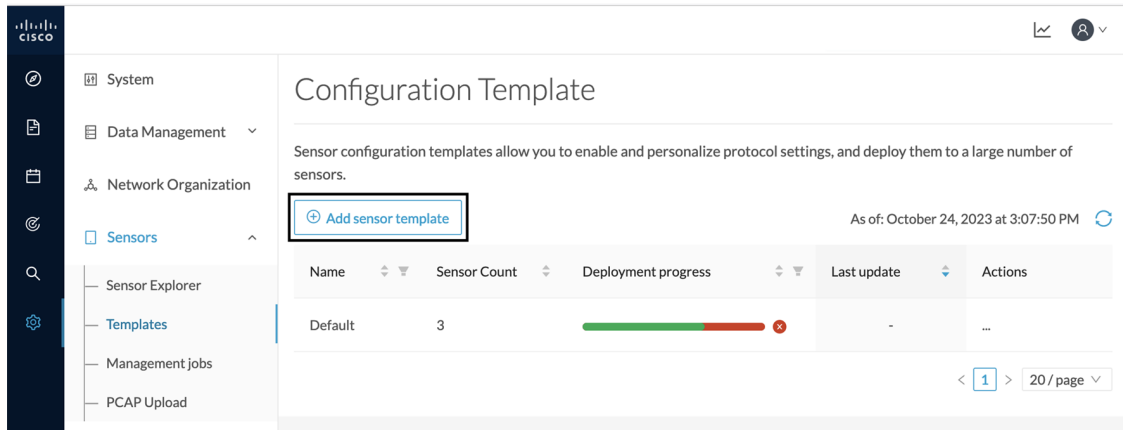 CISCO
System
Data Management
Network Organization
Sensors
Sensor Explorer
Templates
Management jobs
PCAP Upload
Configuration Template
Sensor configuration templates allow you to enable and personalize protocol settings, and deploy them to a large number of
sensors.
Add sensor template
As of: October 24, 2023 at 3:07:50 PM
Name Sensor Count Deployment progress Last update Actions
Default 3 - ...
< 1 > 20 / page